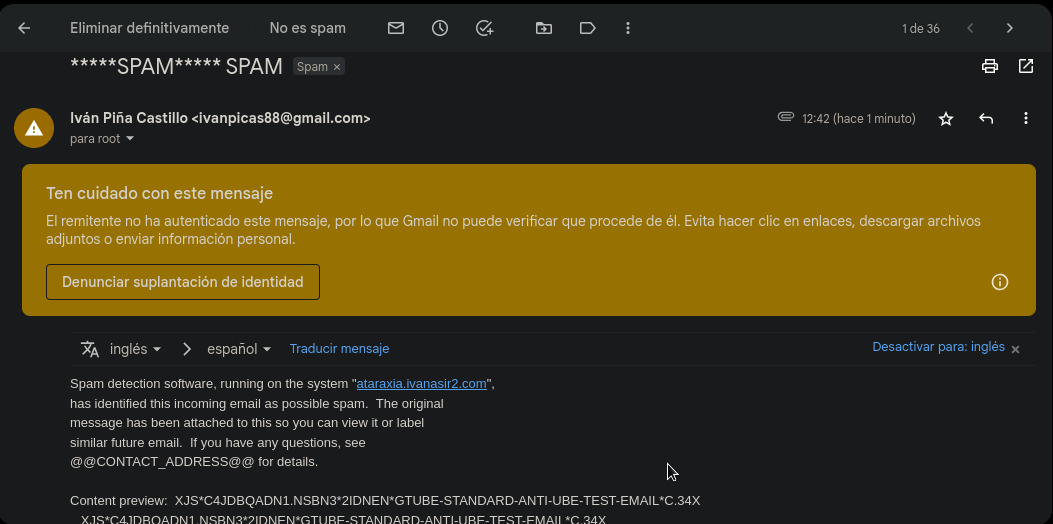 Eliminar definitivamente No es spam 1 de 36
*****SPAM***** SPAM Spam ×
Iván Piña Castillo <ivanpicas88@gmail.com> 12:42 (hace 1 minuto)
para root
Ten cuidado con este mensaje
El remitente no ha autenticado este mensaje, por lo que Gmail no puede verificar que procede de él. Evita hacer clic en enlaces, descargar archivos
adjuntos o enviar información personal.
Denunciar suplantación de identidad
inglés > español Traducir mensaje Desactivar para: inglés ×
Spam detection software, running on the system "ataraxia.ivanasir2.com",
has identified this incoming email as possible spam.  The original
message has been attached to this so you can view it or label
similar future email.  If you have any questions, see
@@CONTACT_ADDRESS@@ for details.
Content preview:  XJS*C4JDBQADN1.NSBN3*2IDNEN*GTUBE-STANDARD-ANTI-UBE-TEST-EMAIL*C.34X
XJS*C4JDBQADN1.NSBN3*2IDNEN*GTUBE-STANDARD-ANTI-UBE-TEST-EMAIL*C.34X